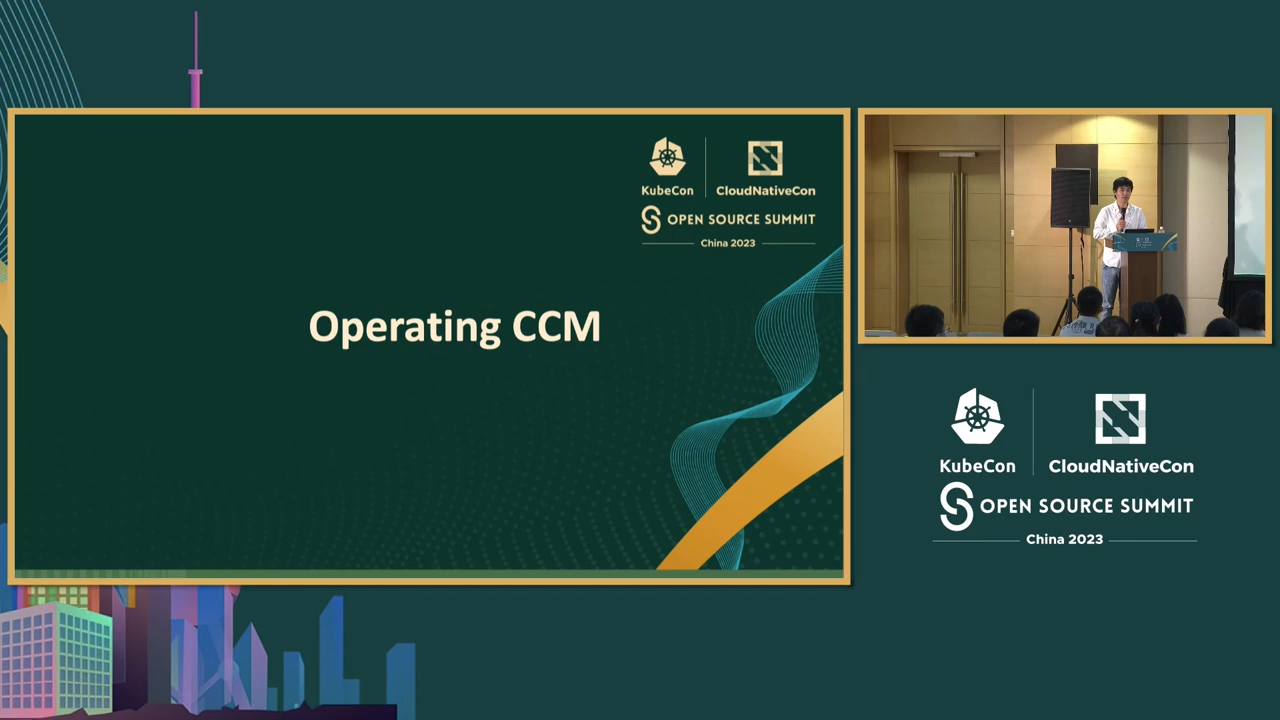 KubeCon
CloudNativeCon
OPEN SOURCE SUMMIT
China 2023
Operating CCM
KubeCon
CloudNativeCon
OPEN SOURCE SUMMIT
China 2023